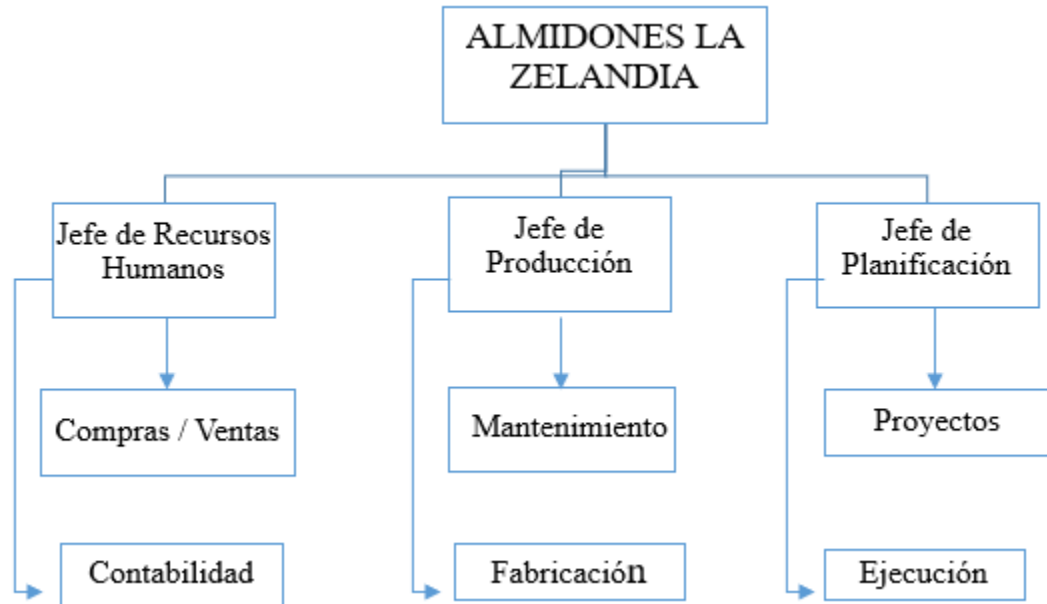 ALMIDONES LA
ZELANDIA
Jefe de Recursos
Humanos
Jefe de
Producción
Jefe de
Planificación
Compras / Ventas
Mantenimiento
Proyectos
Contabilidad
Fabricación
Ejecución